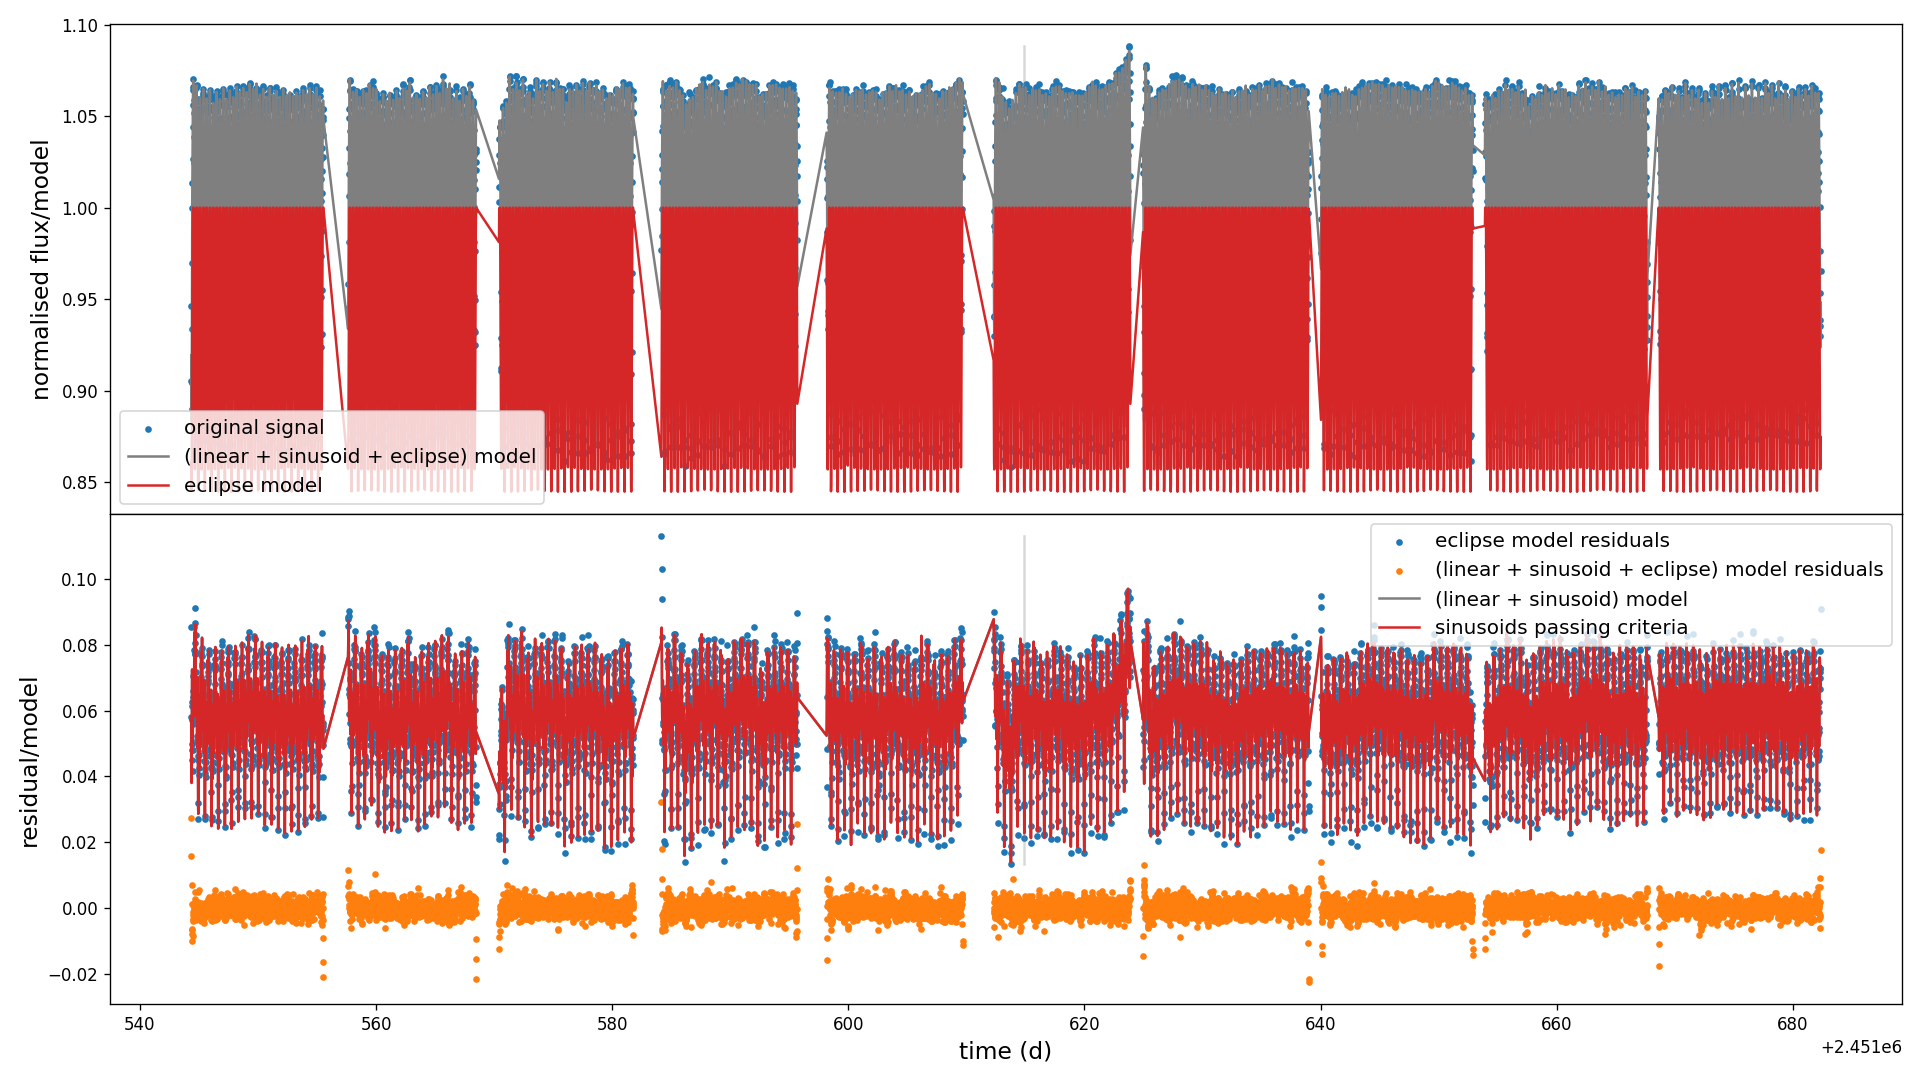 normalised flux/model
1.10
1.05
1.00
0.95
0.90
0.85
original signal
(linear + sinusoid + eclipse) model
eclipse model
residual/model
0.10
0.08
0.06
0.04
0.02
0.00
−0.02
eclipse model residuals
(linear + sinusoid + eclipse) model residuals
(linear + sinusoid) model
sinusoids passing criteria
540 560 580 600 620 640 660 680
time (d)
+2.451e6